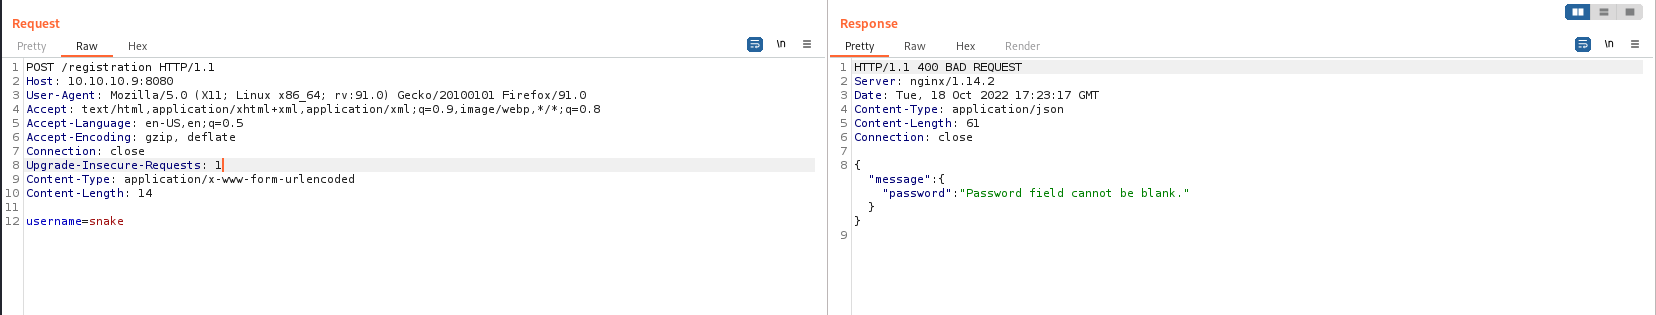 Request
Pretty Raw Hex \n
1 POST /registration HTTP/1.1
2 Host: 10.10.10.9:8080
3 User-Agent: Mozilla/5.0 (X11; Linux x86_64; rv:91.0) Gecko/20100101 Firefox/91.0
4 Accept: text/html,application/xhtml+xml,application/xml;q=0.9,image/webp,*/*;q=0.8
5 Accept-Language: en-US,en;q=0.5
6 Accept-Encoding: gzip, deflate
7 Connection: close
8 Upgrade-Insecure-Requests: 1
9 Content-Type: application/x-www-form-urlencoded
10 Content-Length: 14
11
12 username=snake
Response
Pretty Raw Hex Render \n
1 HTTP/1.1 400 BAD REQUEST
2 Server: nginx/1.14.2
3 Date: Tue, 18 Oct 2022 17:23:17 GMT
4 Content-Type: application/json
5 Content-Length: 61
6 Connection: close
7
8 {
"message":{
"password":"Password field cannot be blank."
}
}
9